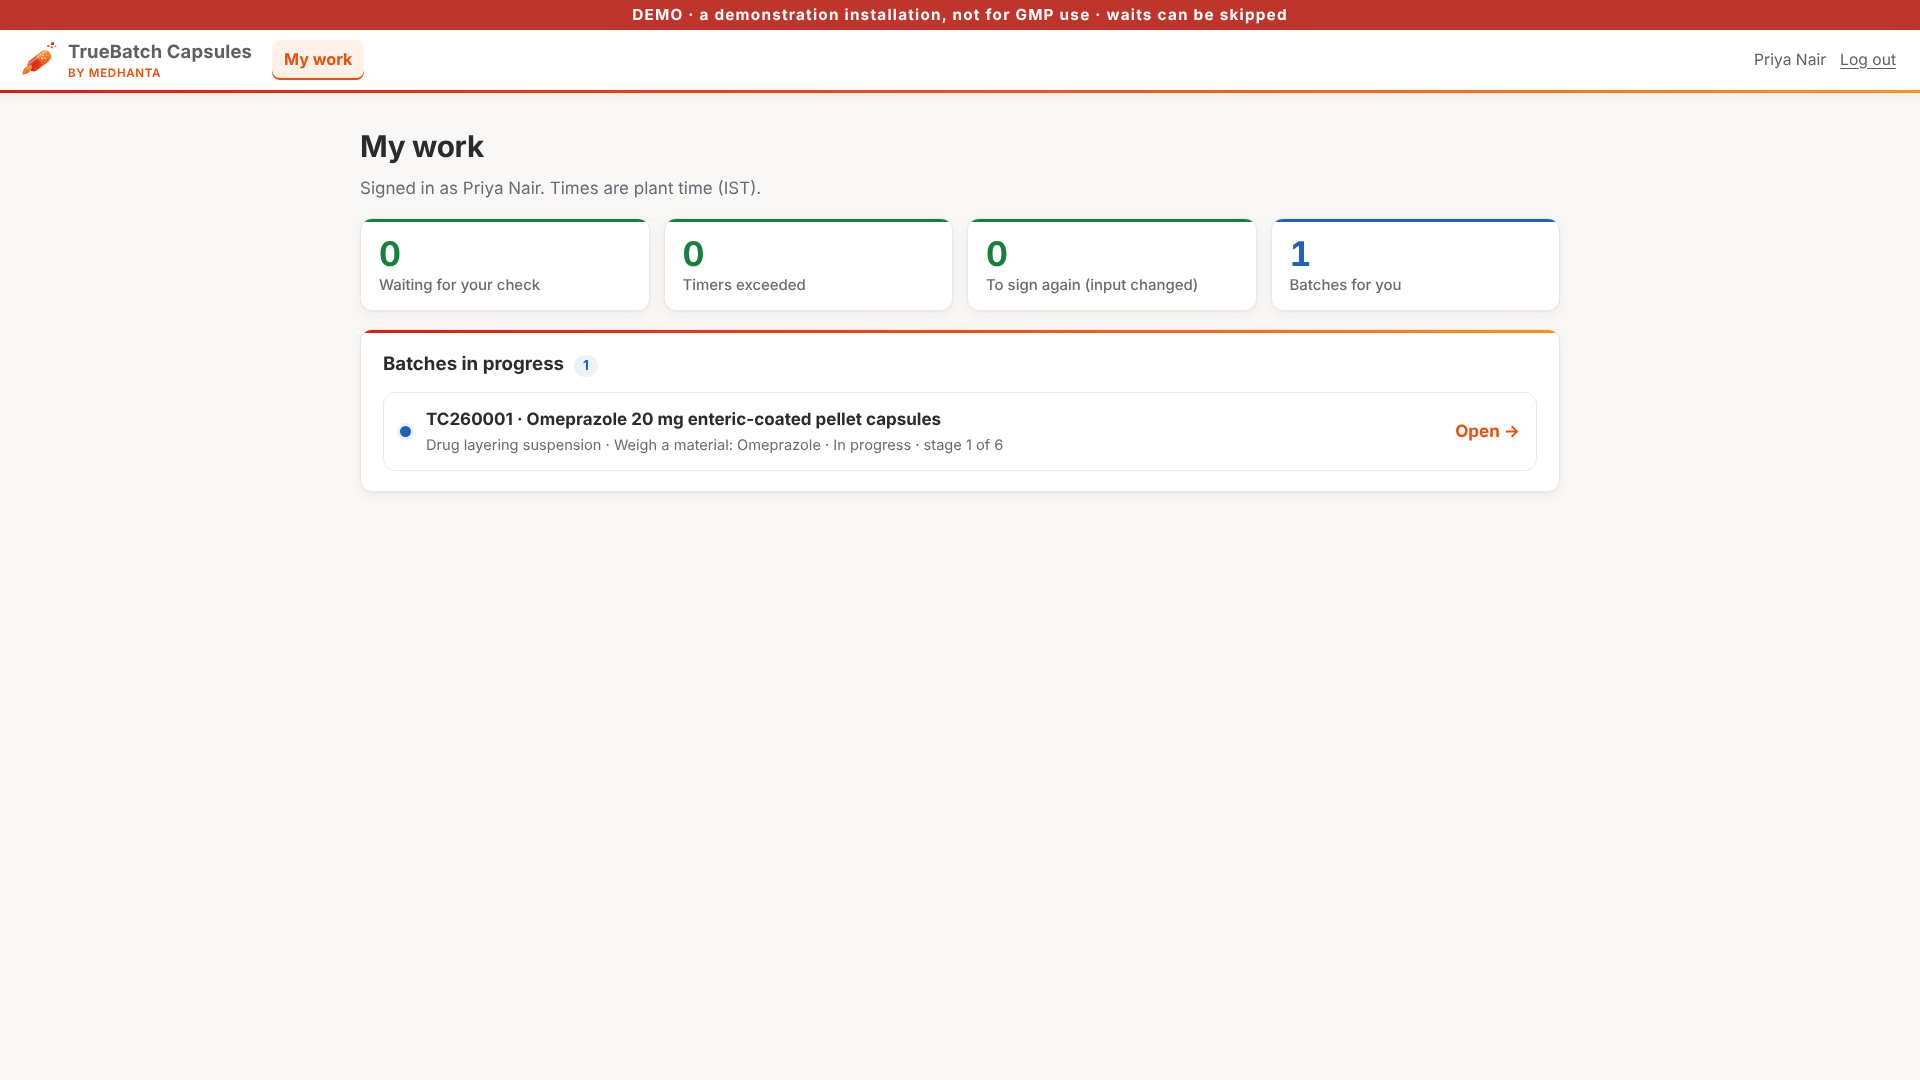 DEMO · a demonstration installation, not for GMP use · waits can be skipped
TrueBatch Capsules
BY MEDHANTA
My work
Priya Nair
Log out
My work
Signed in as Priya Nair. Times are plant time (IST).
0
Waiting for your check
0
Timers exceeded
0
To sign again (input changed)
1
Batches for you
Batches in progress 1
TC260001 · Omeprazole 20 mg enteric-coated pellet capsules
Drug layering suspension · Weigh a material: Omeprazole · In progress · stage 1 of 6
Open →